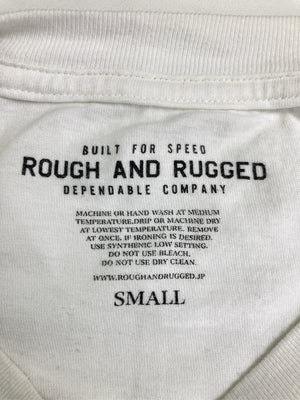 BUILT FOR SPEED
ROUGH AND RUGGED
DEPENDABLE COMPANY
MACHINE OR HAND WASH AT MEDIUM
TEMPERATURE.DRIP OR MACHINE DRY
AT LOWEST TEMPERATURE. REMOVE
AT ONCE. IF IRONING IS DESIRED.
USE SYNTHENIC LOW SETTING.
DO NOT USE BLEACH.
DO NOT USE DRY CLEAN.
WWW.ROUGHANDRUGGED.JP
SMALL